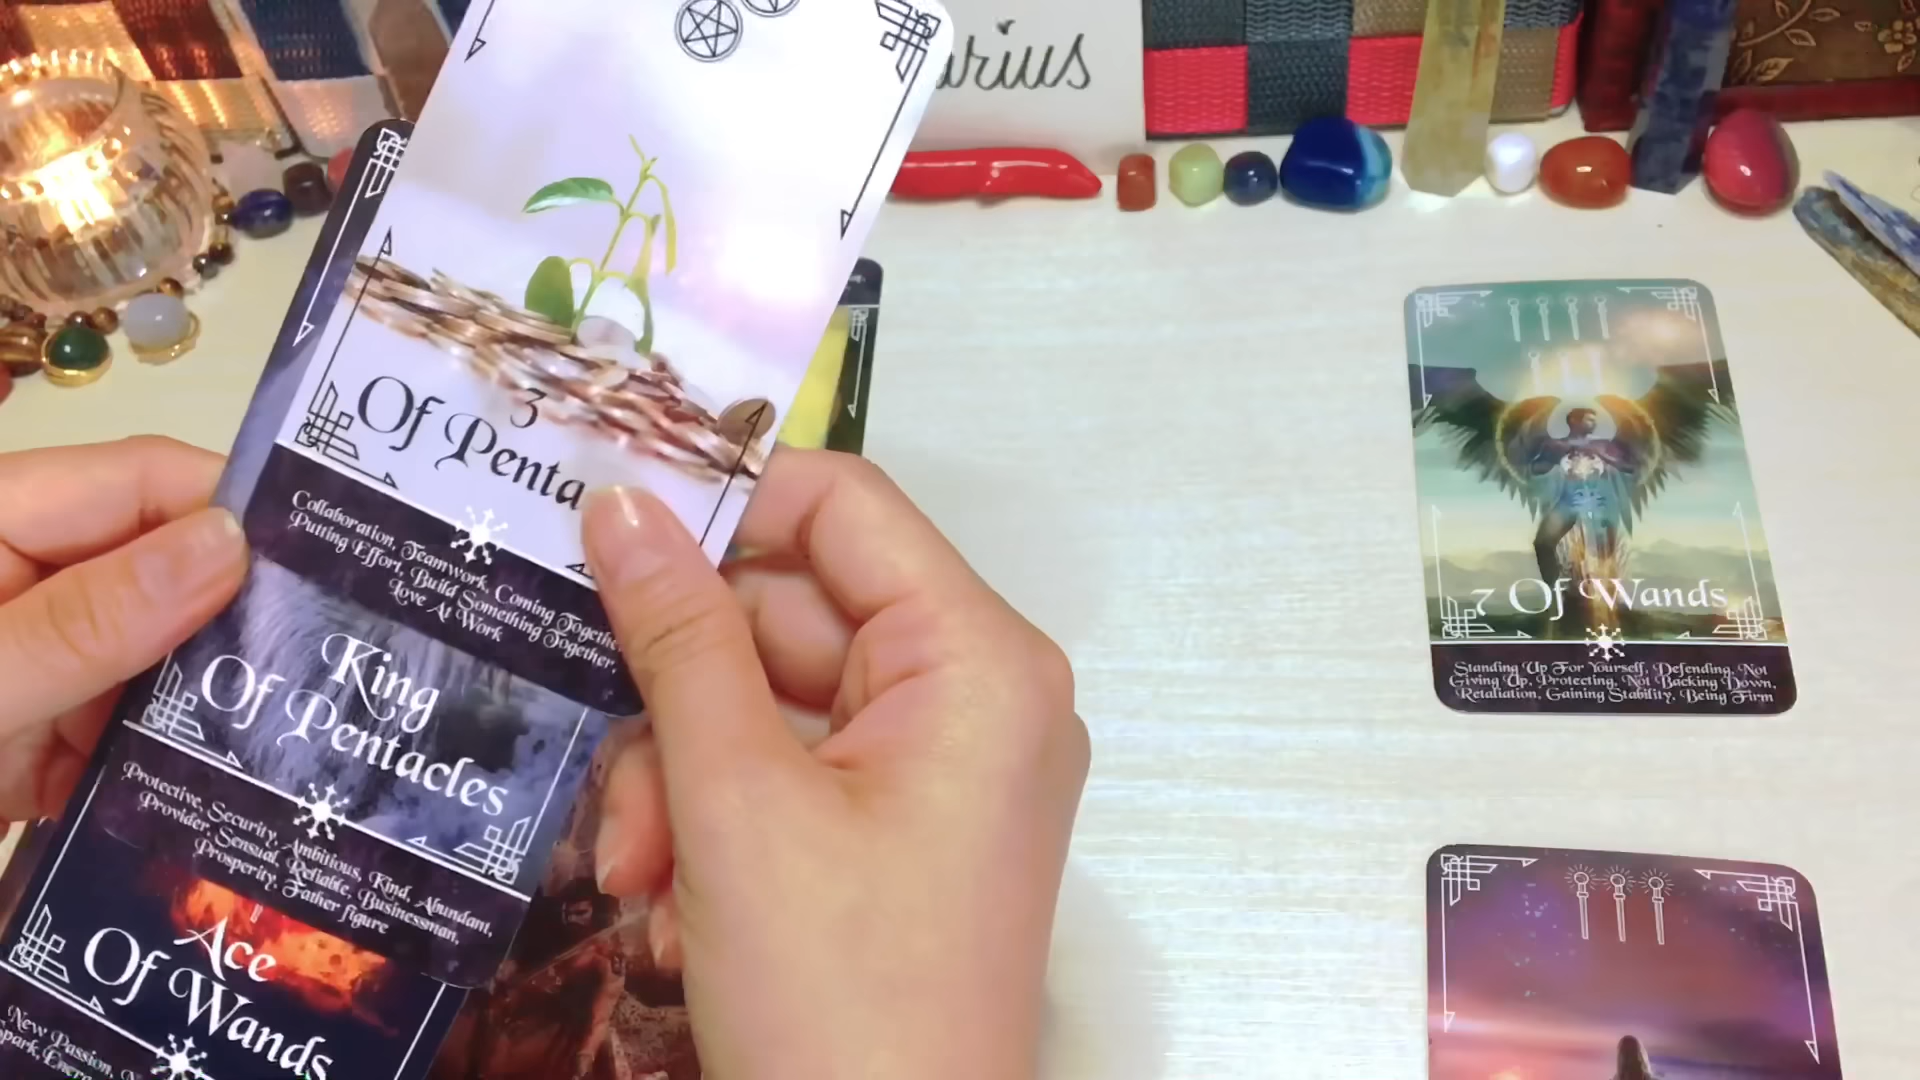 arius
3
Of Penta
Collaboration, Teamwork, Coming Togethe
Putting Effort, Build Something Together,
Love At Work
King
Of Pentacles
Protective, Security, Ambitious, Kind, Abundant,
Provider, Sensual, Reliable, Businessman,
Prosperity, Father figure
Ace
Of Wands
New Passion,
Spark, Energ
7 Of Wands
Standing Up For Yourself, Defending, Not
Giving Up, Protecting, Not Backing Down,
Retaliation, Gaining Stability, Being Firm